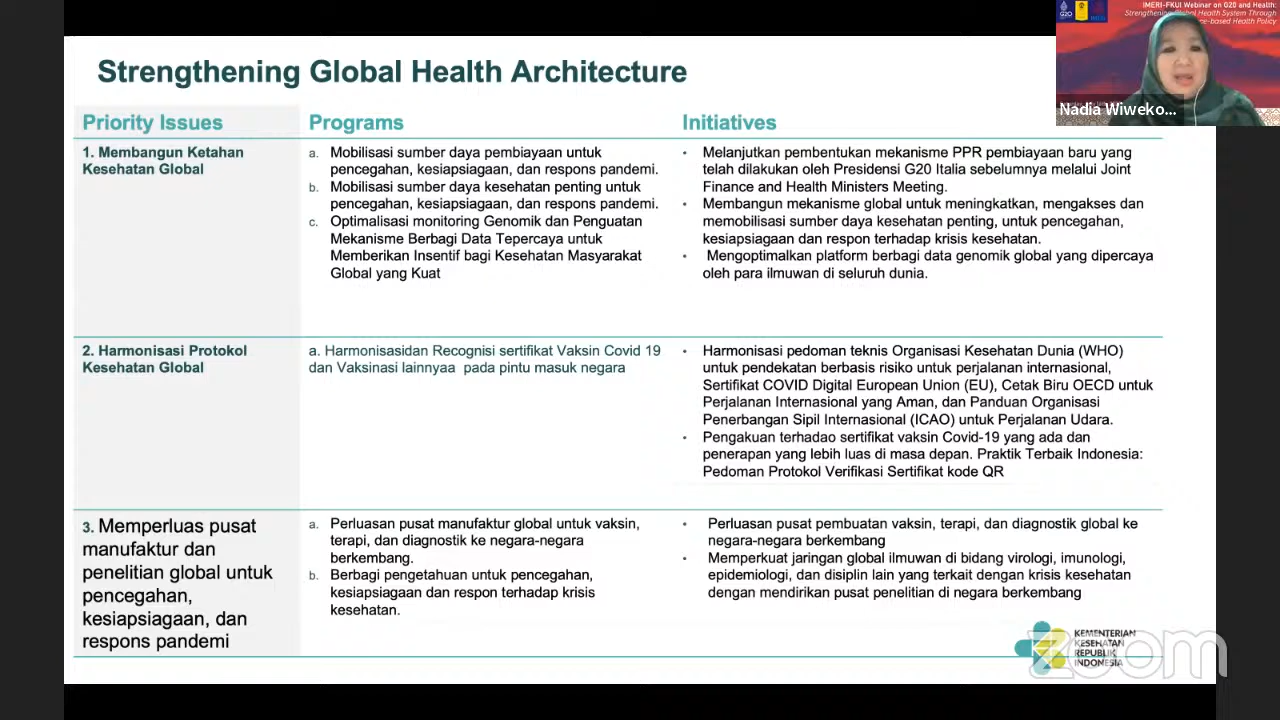 IMERI-FKUI Webinar on G20 and Health:
Strengthening Global Health System Through
-based Health Policy
G20
Nadia Wiweko...
Strengthening Global Health Architecture
Priority Issues
Programs
Initiatives
1. Membangun Ketahan
Kesehatan Global
a. Mobilisasi sumber daya pembiayaan untuk
pencegahan, kesiapsiagaan, dan respons pandemi.
b. Mobilisasi sumber daya kesehatan penting untuk
pencegahan, kesiapsiagaan, dan respons pandemi.
c. Optimalisasi monitoring Genomik dan Penguatan
Mekanisme Berbagi Data Tepercaya untuk
Memberikan Insentif bagi Kesehatan Masyarakat
Global yang Kuat
• Melanjutkan pembentukan mekanisme PPR pembiayaan baru yang
telah dilakukan oleh Presidensi G20 Italia sebelumnya melalui Joint
Finance and Health Ministers Meeting.
• Membangun mekanisme global untuk meningkatkan, mengakses dan
memobilisasi sumber daya kesehatan penting, untuk pencegahan,
kesiapsiagaan dan respon terhadap krisis kesehatan.
• Mengoptimalkan platform berbagi data genomik global yang dipercaya
oleh para ilmuwan di seluruh dunia.
2. Harmonisasi Protokol
Kesehatan Global
a. Harmonisasidan Recognisi sertifikat Vaksin Covid 19
dan Vaksinasi lainnyaa pada pintu masuk negara
• Harmonisasi pedoman teknis Organisasi Kesehatan Dunia (WHO)
untuk pendekatan berbasis risiko untuk perjalanan internasional,
Sertifikat COVID Digital European Union (EU), Cetak Biru OECD untuk
Perjalanan Internasional yang Aman, dan Panduan Organisasi
Penerbangan Sipil Internasional (ICAO) untuk Perjalanan Udara.
• Pengakuan terhadao sertifikat vaksin Covid-19 yang ada dan
penerapan yang lebih luas di masa depan. Praktik Terbaik Indonesia:
Pedoman Protokol Verifikasi Sertifikat kode QR
3. Memperluas pusat
manufaktur dan
penelitian global untuk
pencegahan,
kesiapsiagaan, dan
respons pandemi
a. Perluasan pusat manufaktur global untuk vaksin,
terapi, dan diagnostik ke negara-negara
berkembang.
b. Berbagi pengetahuan untuk pencegahan,
kesiapsiagaan dan respon terhadap krisis
kesehatan.
• Perluasan pusat pembuatan vaksin, terapi, dan diagnostik global ke
negara-negara berkembang
• Memperkuat jaringan global ilmuwan di bidang virologi, imunologi,
epidemiologi, dan disiplin lain yang terkait dengan krisis kesehatan
dengan mendirikan pusat penelitian di negara berkembang
KEMENTERIAN
KESEHATAN
REPUBLIK
INDONESIA
zoom